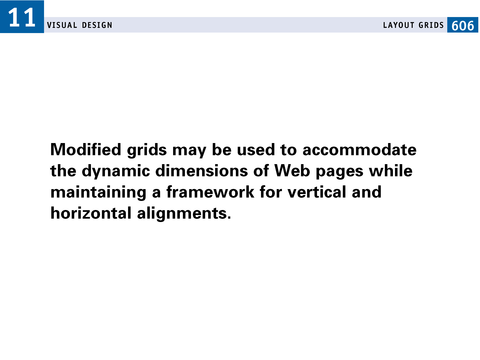 11
VISUAL DESIGN
LAYOUT GRIDS 606
Modified grids may be used to accommodate
the dynamic dimensions of Web pages while
maintaining a framework for vertical and
horizontal alignments.